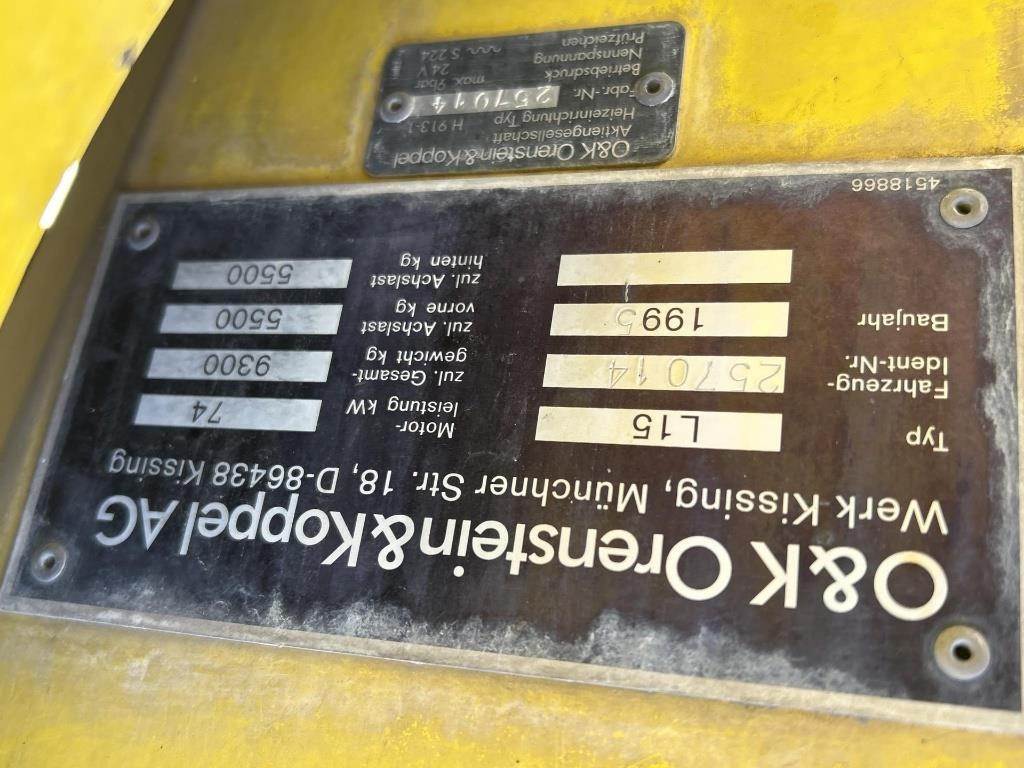 O&K Orenstein&Koppel AG
Werk Kissing, Münchner Str. 18, D-86438 Kissing
Typ L15
Fahrzeug-
Ident-Nr. 257014
Baujahr 1995
Motor-
leistung kW 74
zul. Gesamt-
gewicht kg 9300
zul. Achslast
vorne kg 5500
zul. Achslast
hinten kg 5500
4518866
O&K Orenstein&Koppel
Aktiengesellschaft
Heizeinrichtung Typ H 913-1
Fabr.-Nr. 257014
Betriebsdruck max. 9bar
Nennspannung 24 V
Prüfzeichen S 224